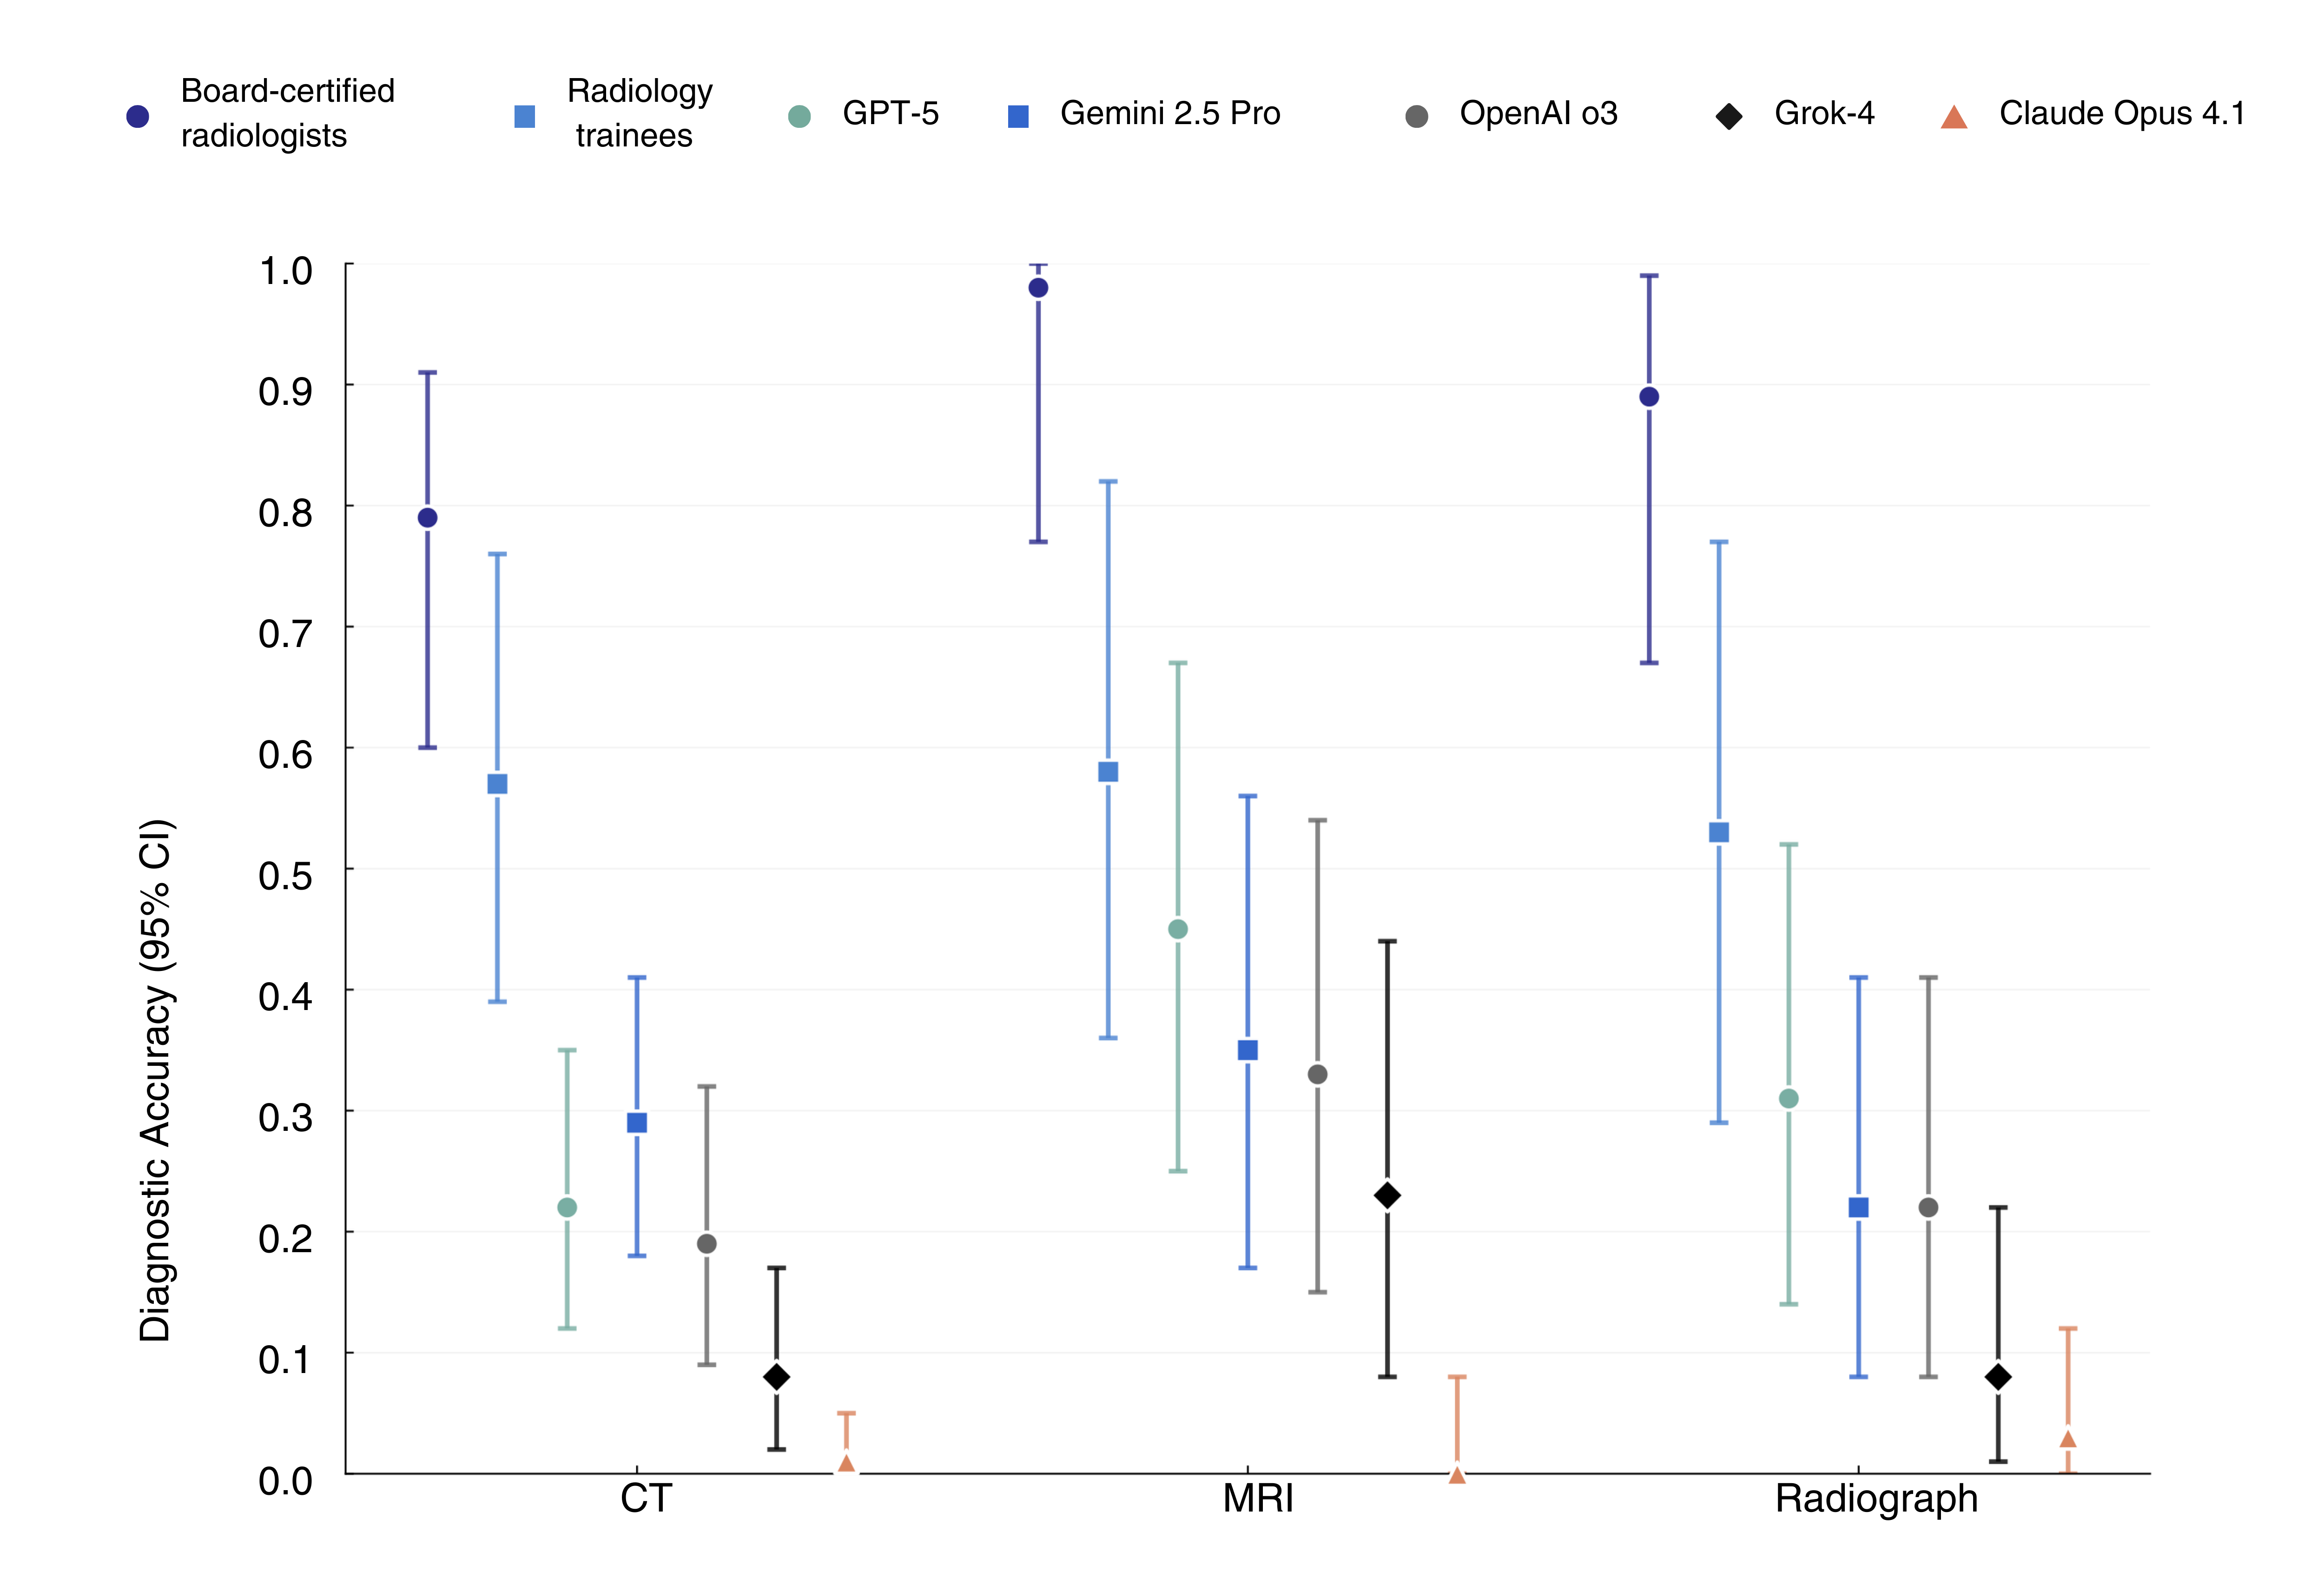 Board-certified
radiologists
Radiology
trainees
GPT-5
Gemini 2.5 Pro
OpenAI o3
Grok-4
Claude Opus 4.1
Diagnostic Accuracy (95% CI)
1.0
0.9
0.8
0.7
0.6
0.5
0.4
0.3
0.2
0.1
0.0
CT
MRI
Radiograph